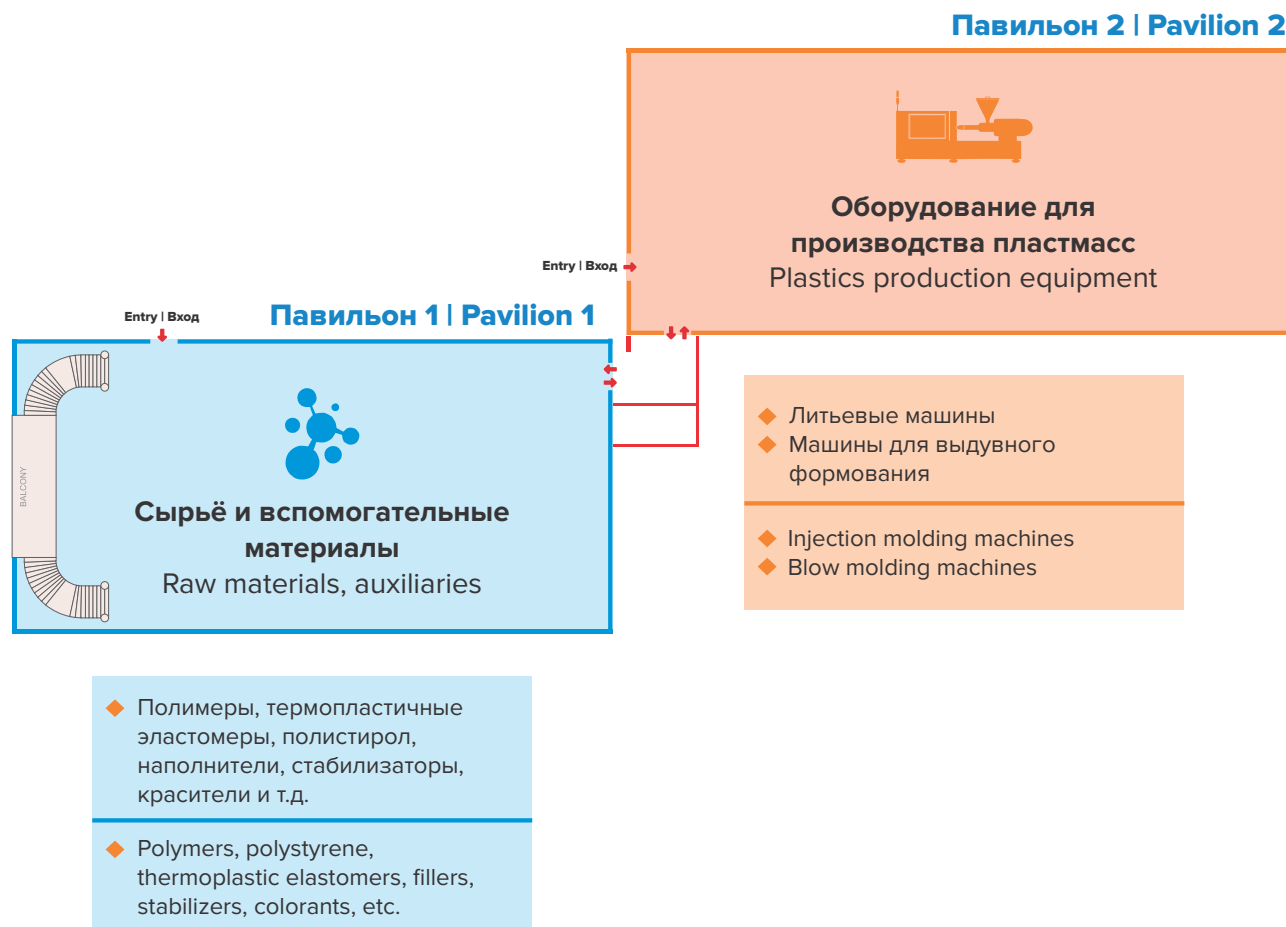 Павильон 2 | Pavilion 2
Оборудование для
производства пластмасс
Plastics production equipment
Entry | Вход
Entry | Вход
Павильон 1 | Pavilion 1
BALCONY
Сырьё и вспомогательные
материалы
Raw materials, auxiliaries
Литьевые машины
Машины для выдувного
формования
Injection molding machines
Blow molding machines
Полимеры, термопластичные
эластомеры, полистирол,
наполнители, стабилизаторы,
красители и т.д.
Polymers, polystyrene,
thermoplastic elastomers, fillers,
stabilizers, colorants, etc.